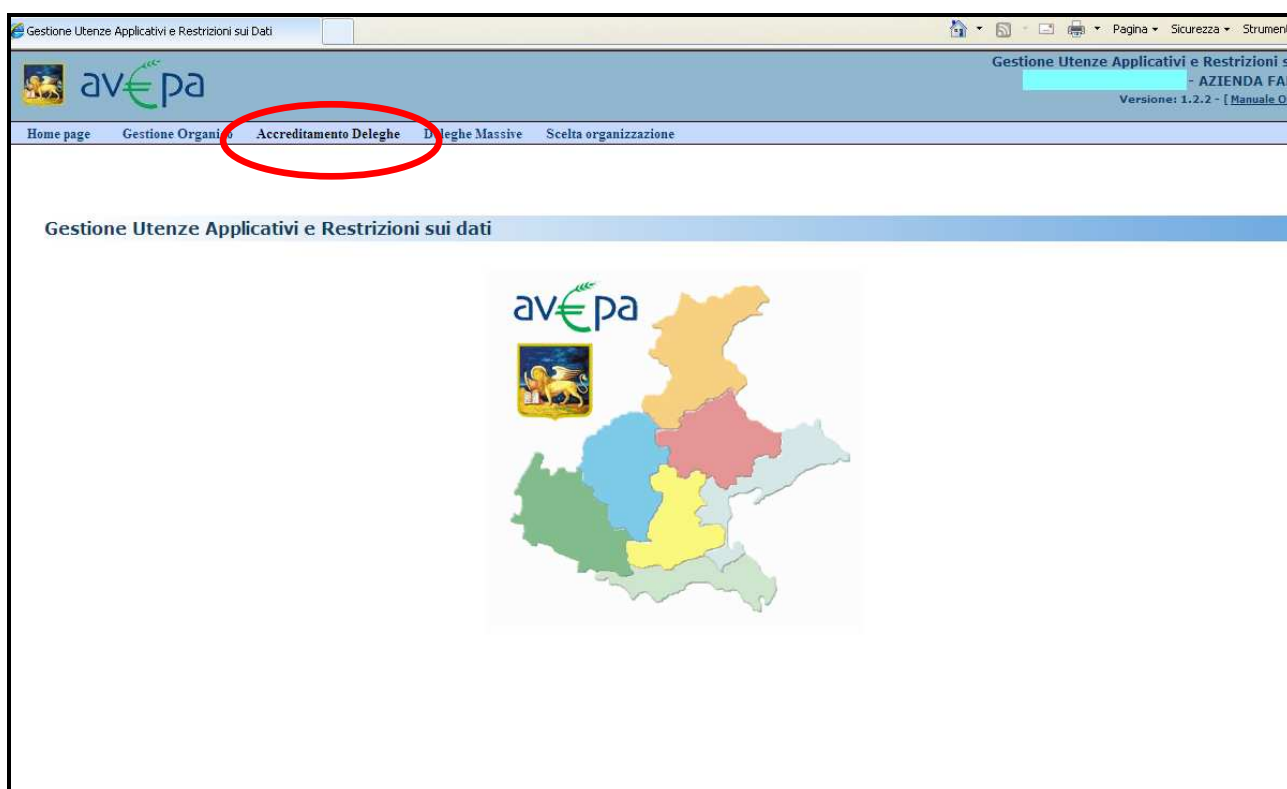 Gestione Utenze Applicativi e Restrizioni sui Dati
Pagina Sicurezza
avepa
Gestione Utenze Applicativi e Restrizioni
- AZIENDA
Versione: 1.2.2 - [ Manuale
Home page Gestione Organico Accreditamento Deleghe Deleghe Massive Scelta organizzazione
Gestione Utenze Applicativi e Restrizioni sui dati
avepa